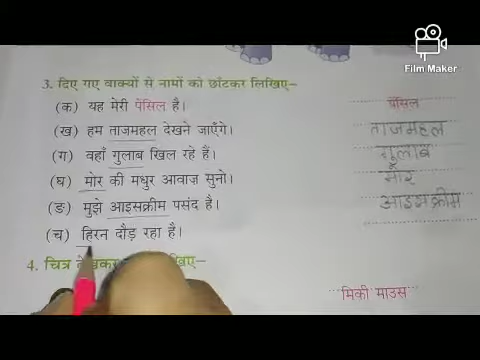 Film Maker
3. दिए गए वाक्यों से नामों को छाँटकर लिखिए–
(क) यह मेरी पेंसिल है। पेंसिल
(ख) हम ताजमहल देखने जाएँगे। ताजमहल
(ग) वहाँ गुलाब खिल रहे हैं। गूलाब
(घ) मोर की मधुर आवाज़ सुनो। मोर
(ङ) मुझे आइसक्रीम पसंद है। आइसक्रीम
(च) हिरन दौड़ रहा है।
4. चित्र
मिकी माउस